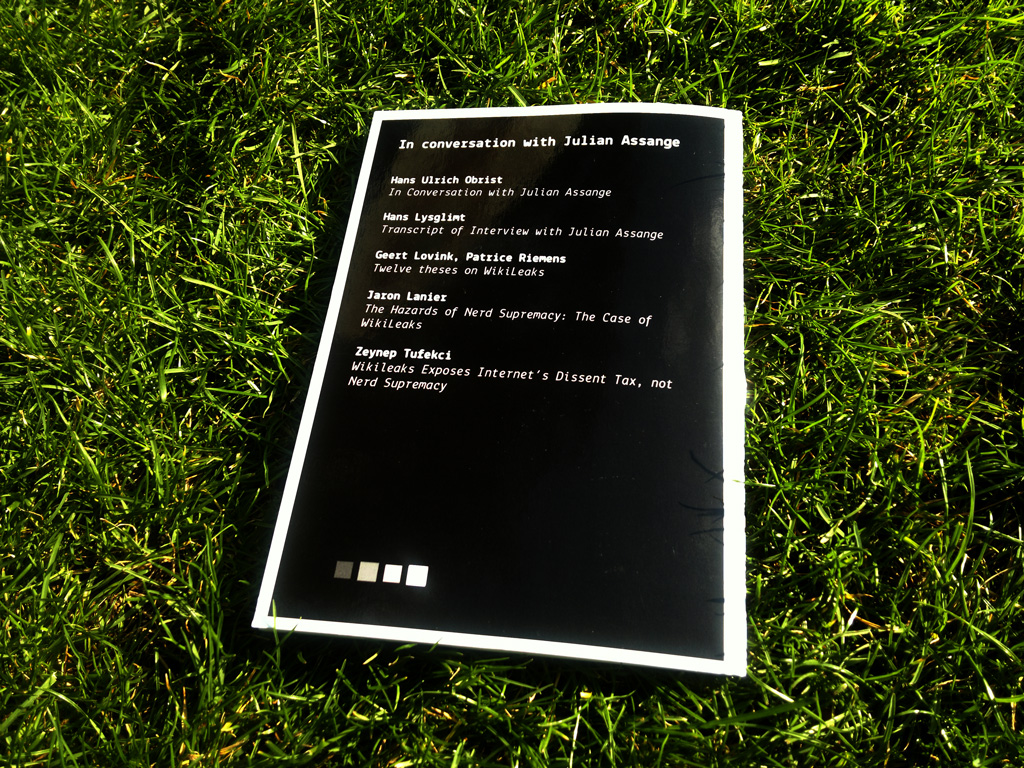 In conversation with Julian Assange
Hans Ulrich Obrist
In Conversation with Julian Assange
Hans Lysglimt
Transcript of Interview with Julian Assange
Geert Lovink, Patrice Riemens
Twelve theses on WikiLeaks
Jaron Lanier
The Hazards of Nerd Supremacy: The Case of
WikiLeaks
Zeynep Tufekci
Wikileaks Exposes Internet's Dissent Tax, not
Nerd Supremacy